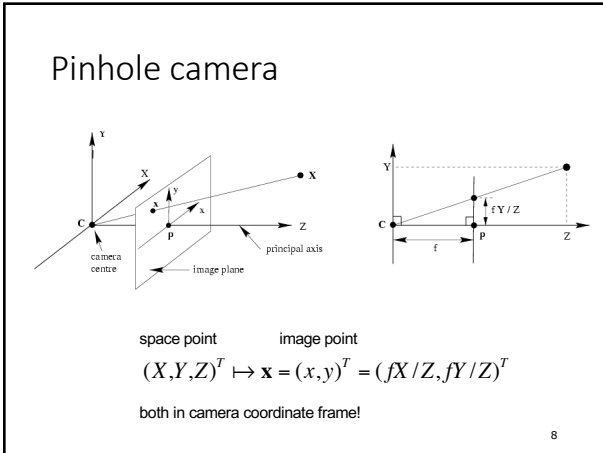 Pinhole camera
Y
X
C
camera
centre
x
y
x
p
X
Z
principal axis
image plane
Y
C
f
f Y / Z
p
Z
space point image point
(X,Y,Z)^T ↦ x = (x,y)^T = (fX/Z, fY/Z)^T
both in camera coordinate frame!
8